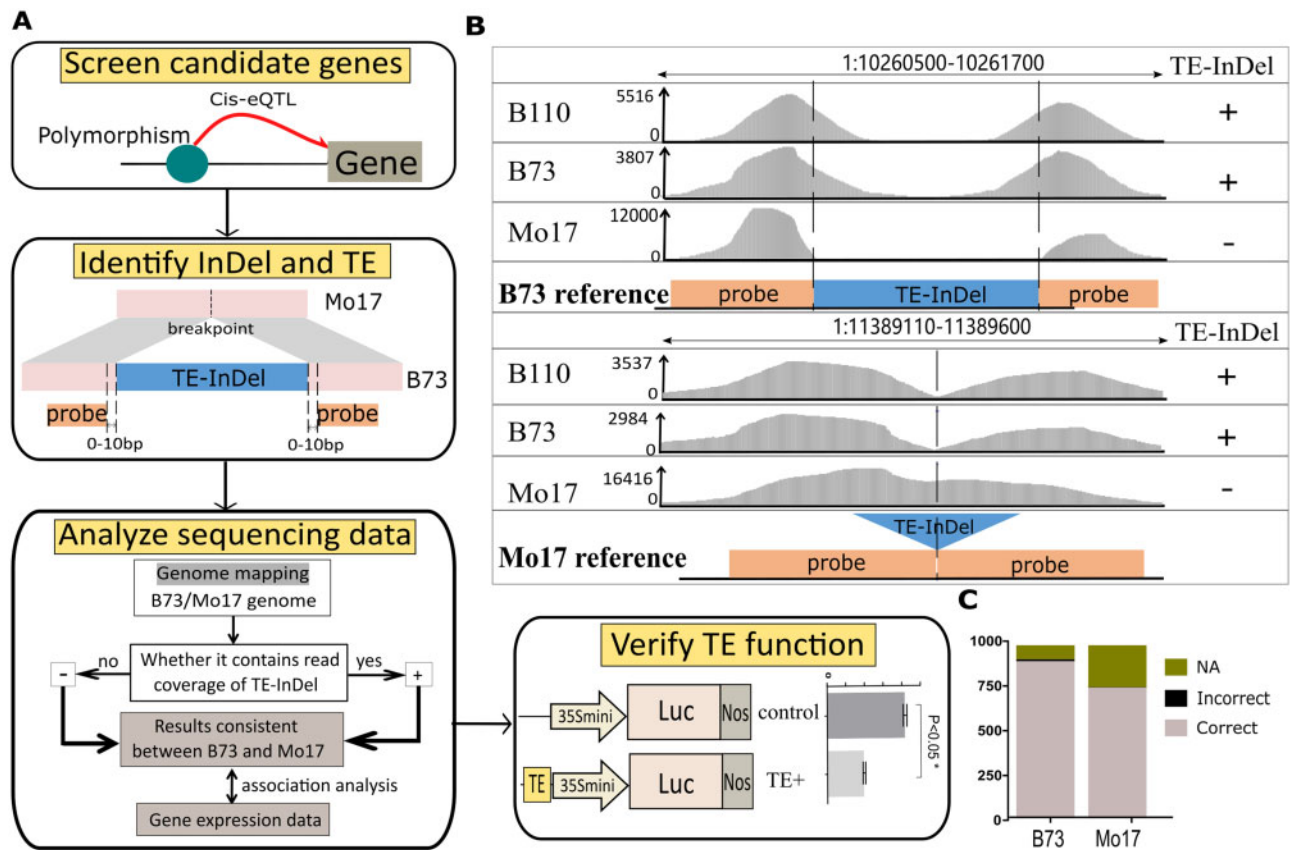 A
Screen candidate genes
Cis-eQTL
Polymorphism
Gene
Identify InDel and TE
Mo17
breakpoint
TE-InDel
B73
probe
probe
0-10bp
0-10bp
Analyze sequencing data
Genome mapping
B73/Mo17 genome
- no Whether it contains read yes +
coverage of TE-InDel
Results consistent
between B73 and Mo17
association analysis
Gene expression data
B
1:10260500-10261700 TE-InDel
B110 5516 0 +
B73 3807 0 +
Mo17 12000 0 -
B73 reference probe TE-InDel probe
1:11389110-11389600 TE-InDel
B110 3537 0 +
B73 2984 0 +
Mo17 16416 0 -
TE-InDel
Mo17 reference probe probe
Verify TE function
0
35Smini Luc Nos control
TE 35Smini Luc Nos TE+
P<0.05 *
C
1000
750
500
250
0
B73 Mo17
NA
Incorrect
Correct